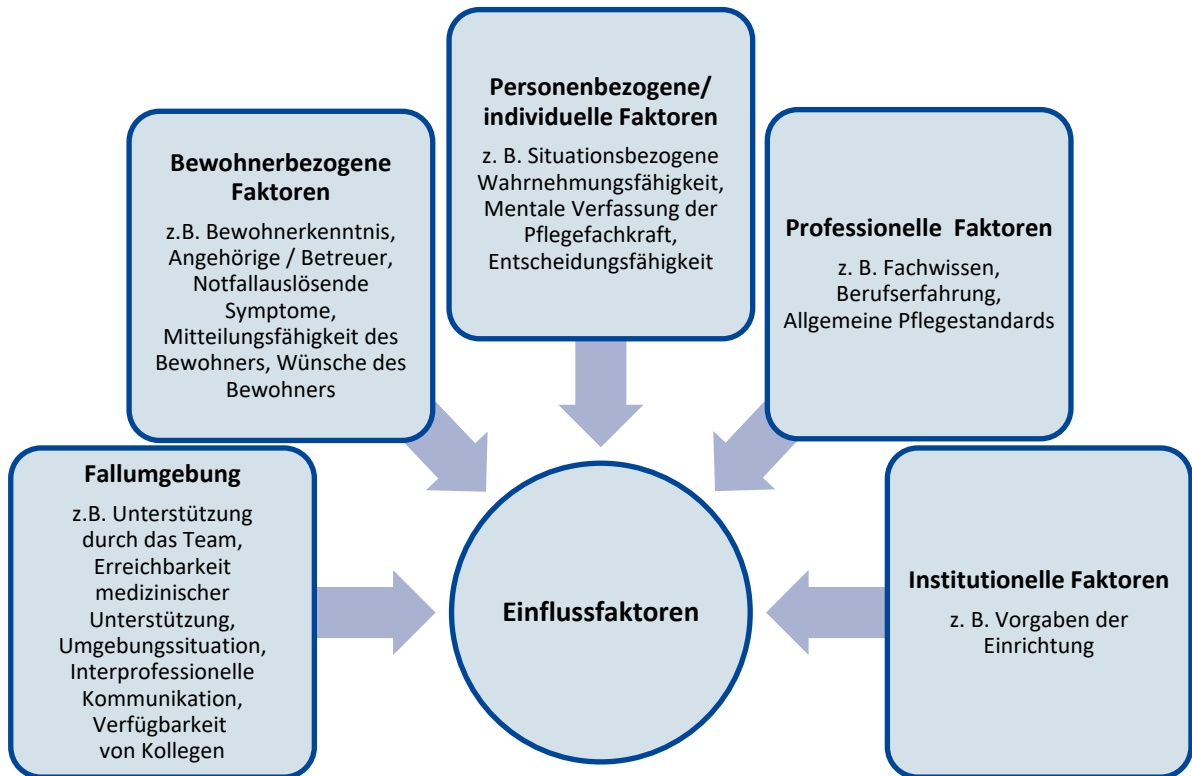 Personenbezogene/
individuelle Faktoren
z. B. Situationsbezogene
Wahrnehmungsfähigkeit,
Mentale Verfassung der
Pflegefachkraft,
Entscheidungsfähigkeit
Bewohnerbezogene
Faktoren
z.B. Bewohnerkenntnis,
Angehörige / Betreuer,
Notfallauslösende
Symptome,
Mitteilungsfähigkeit des
Bewohners, Wünsche des
Bewohners
Professionelle Faktoren
z. B. Fachwissen,
Berufserfahrung,
Allgemeine Pflegestandards
Fallumgebung
z.B. Unterstützung
durch das Team,
Erreichbarkeit
medizinischer
Unterstützung,
Umgebungssituation,
Interprofessionelle
Kommunikation,
Verfügbarkeit
von Kollegen
Einflussfaktoren
Institutionelle Faktoren
z. B. Vorgaben der
Einrichtung